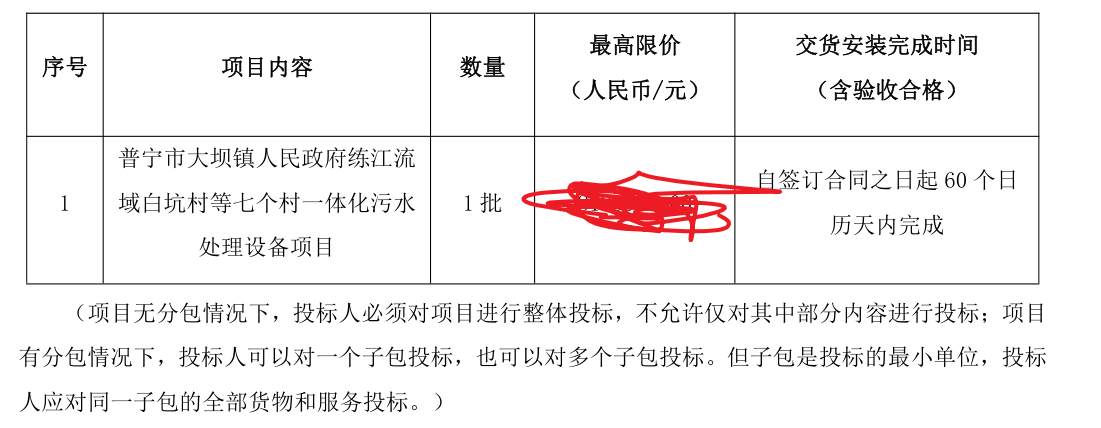 序号 项目内容 数量 最高限价 交货安装完成时间
（人民币/元） （含验收合格）
1 普宁市大坝镇人民政府练江流 1 批 自签订合同之日起 60 个日
域白坑村等七个村一体化污水 历天内完成
处理设备项目
（项目无分包情况下，投标人必须对项目进行整体投标，不允许仅对其中部分内容进行投标；项目
有分包情况下，投标人可以对一个子包投标，也可以对多个子包投标。但子包是投标的最小单位，投标
人应对同一子包的全部货物和服务投标。）